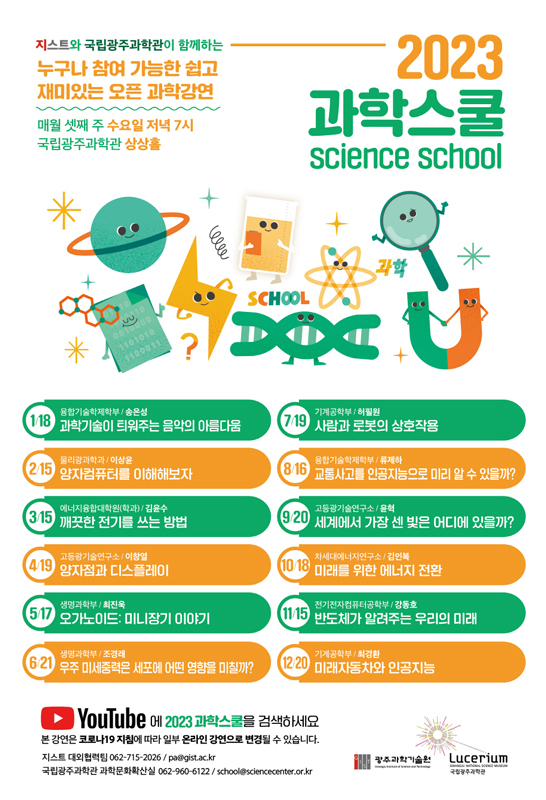 지스트와 국립광주과학관이 함께하는
누구나 참여 가능한 쉽고
재미있는 오픈 과학강연
매월 셋째 주 수요일 저녁 7시
국립광주과학관 상상홀
2023
과학스쿨
science school
과학
SCHOOL
?
1/18
융합기술학제학부 / 송은성
과학기술이 틔워주는 음악의 아름다움
2/15
물리광과학과 / 이상윤
양자컴퓨터를 이해해보자
3/15
에너지융합대학원(학과) / 김윤수
깨끗한 전기를 쓰는 방법
4/19
고등광기술연구소 / 이창열
양자점과 디스플레이
5/17
생명과학부 / 최진욱
오가노이드: 미니장기 이야기
6/21
생명과학부 / 조경래
우주 미세중력은 세포에 어떤 영향을 미칠까?
7/19
기계공학부 / 허필원
사람과 로봇의 상호작용
8/16
융합기술학제학부 / 류제하
교통사고를 인공지능으로 미리 알 수 있을까?
9/20
고등광기술연구소 / 윤혁
세계에서 가장 센 빛은 어디에 있을까?
10/18
차세대에너지연구소 / 김인복
미래를 위한 에너지 전환
11/15
전기전자컴퓨터공학부 / 강동호
반도체가 알려주는 우리의 미래
12/20
기계공학부 / 최경환
미래자동차와 인공지능
YouTube 에 2023 과학스쿨을 검색하세요
본 강연은 코로나19 지침에 따라 일부 온라인 강연으로 변경될 수 있습니다.
지스트 대외협력팀 062-715-2026 / pa@gist.ac.kr
국립광주과학관 과학문화확산실 062-960-6122 / school@sciencecenter.or.kr
광주과학기술원
Gwangju Institute of Science and Technology
Lucerium
GWANGJU NATIONAL SCIENCE MUSEUM
국립광주과학관